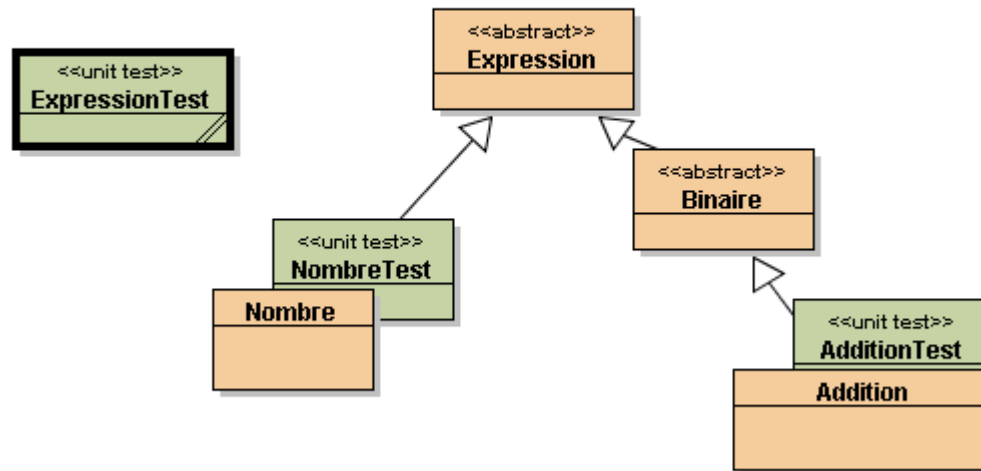 <<unit test>>
ExpressionTest
<<abstract>>
Expression
<<abstract>>
Binaire
<<unit test>>
NombreTest
Nombre
<<unit test>>
AdditionTest
Addition